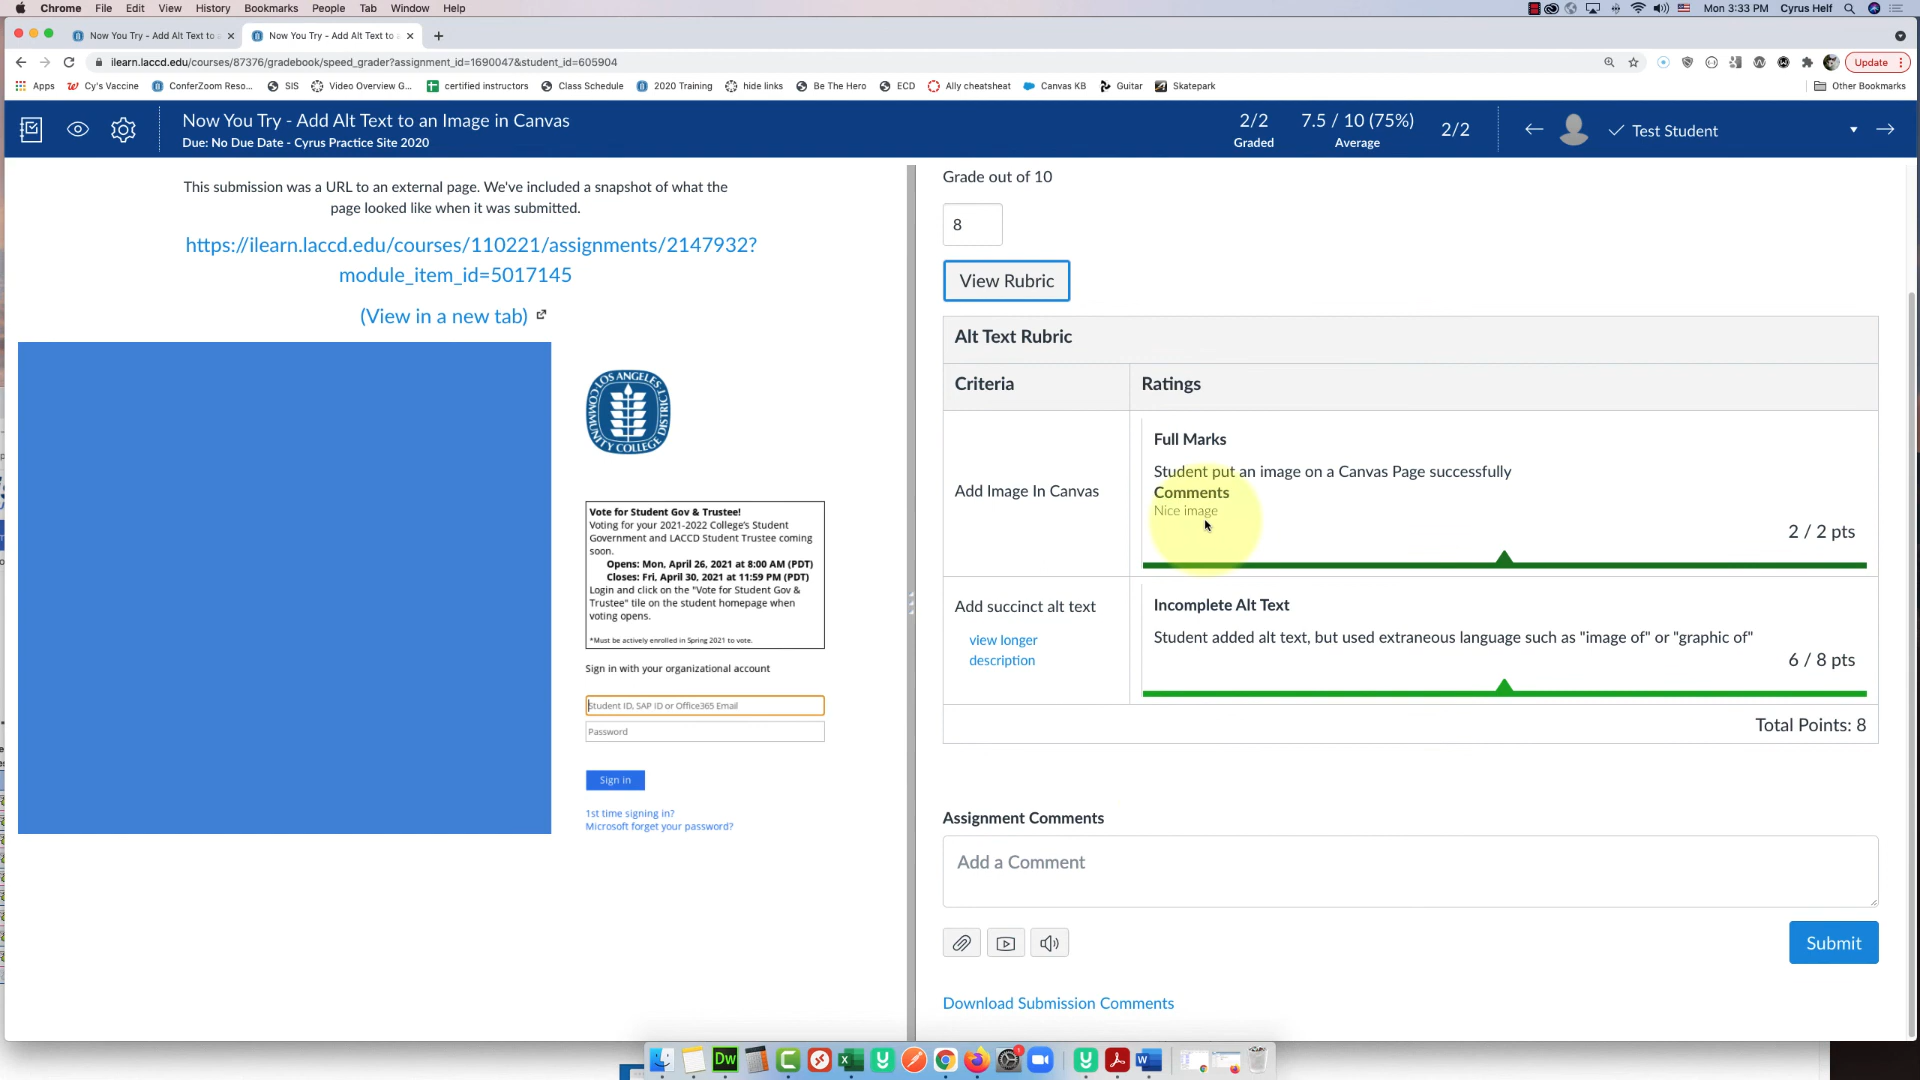 Chrome File Edit View History Bookmarks People Tab Window Help
Mon 3:33 PM Cyrus Helf
Now You Try - Add Alt Text to
Now You Try - Add Alt Text to
ilearn.laccd.edu/courses/87376/gradebook/speed_grader?assignment_id=1690047&student_id=605904
Update
Apps Cy's Vaccine ConferZoom Reso... SIS Video Overview G... certified instructors Class Schedule 2020 Training hide links Be The Hero ECD Ally cheatsheet Canvas KB Guitar Skatepark Other Bookmarks
Now You Try - Add Alt Text to an Image in Canvas
Due: No Due Date - Cyrus Practice Site 2020
2/2
Graded
7.5 / 10 (75%)
Average
2/2
Test Student
This submission was a URL to an external page. We've included a snapshot of what the
page looked like when it was submitted.
https://ilearn.laccd.edu/courses/110221/assignments/2147932?
module_item_id=5017145
(View in a new tab)
LOS ANGELES
COMMUNITY COLLEGE DISTRICT
Vote for Student Gov & Trustee!
Voting for your 2021-2022 College's Student
Government and LACCD Student Trustee coming
soon.
Opens: Mon, April 26, 2021 at 8:00 AM (PDT)
Closes: Fri, April 30, 2021 at 11:59 PM (PDT)
Login and click on the "Vote for Student Gov &
Trustee" tile on the student homepage when
voting opens.
*Must be actively enrolled in Spring 2021 to vote.
Sign in with your organizational account
Student ID, SAP ID or Office365 Email
Password
Sign in
1st time signing in?
Microsoft forget your password?
Grade out of 10
8
View Rubric
Alt Text Rubric
Criteria Ratings
Add Image In Canvas
Full Marks
Student put an image on a Canvas Page successfully
Comments
Nice image
2 / 2 pts
Add succinct alt text
view longer
description
Incomplete Alt Text
Student added alt text, but used extraneous language such as "image of" or "graphic of"
6 / 8 pts
Total Points: 8
Assignment Comments
Add a Comment
Submit
Download Submission Comments
Dw